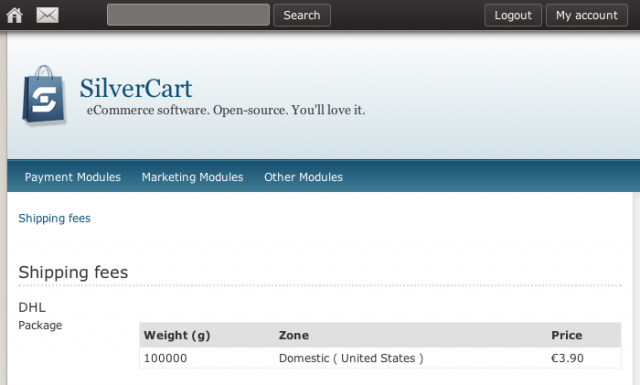 Search Logout My account
SilverCart
eCommerce software. Open-source. You'll love it.
Payment Modules Marketing Modules Other Modules
Shipping fees
Shipping fees
DHL
Package
Weight (g) Zone Price
100000 Domestic ( United States ) €3.90